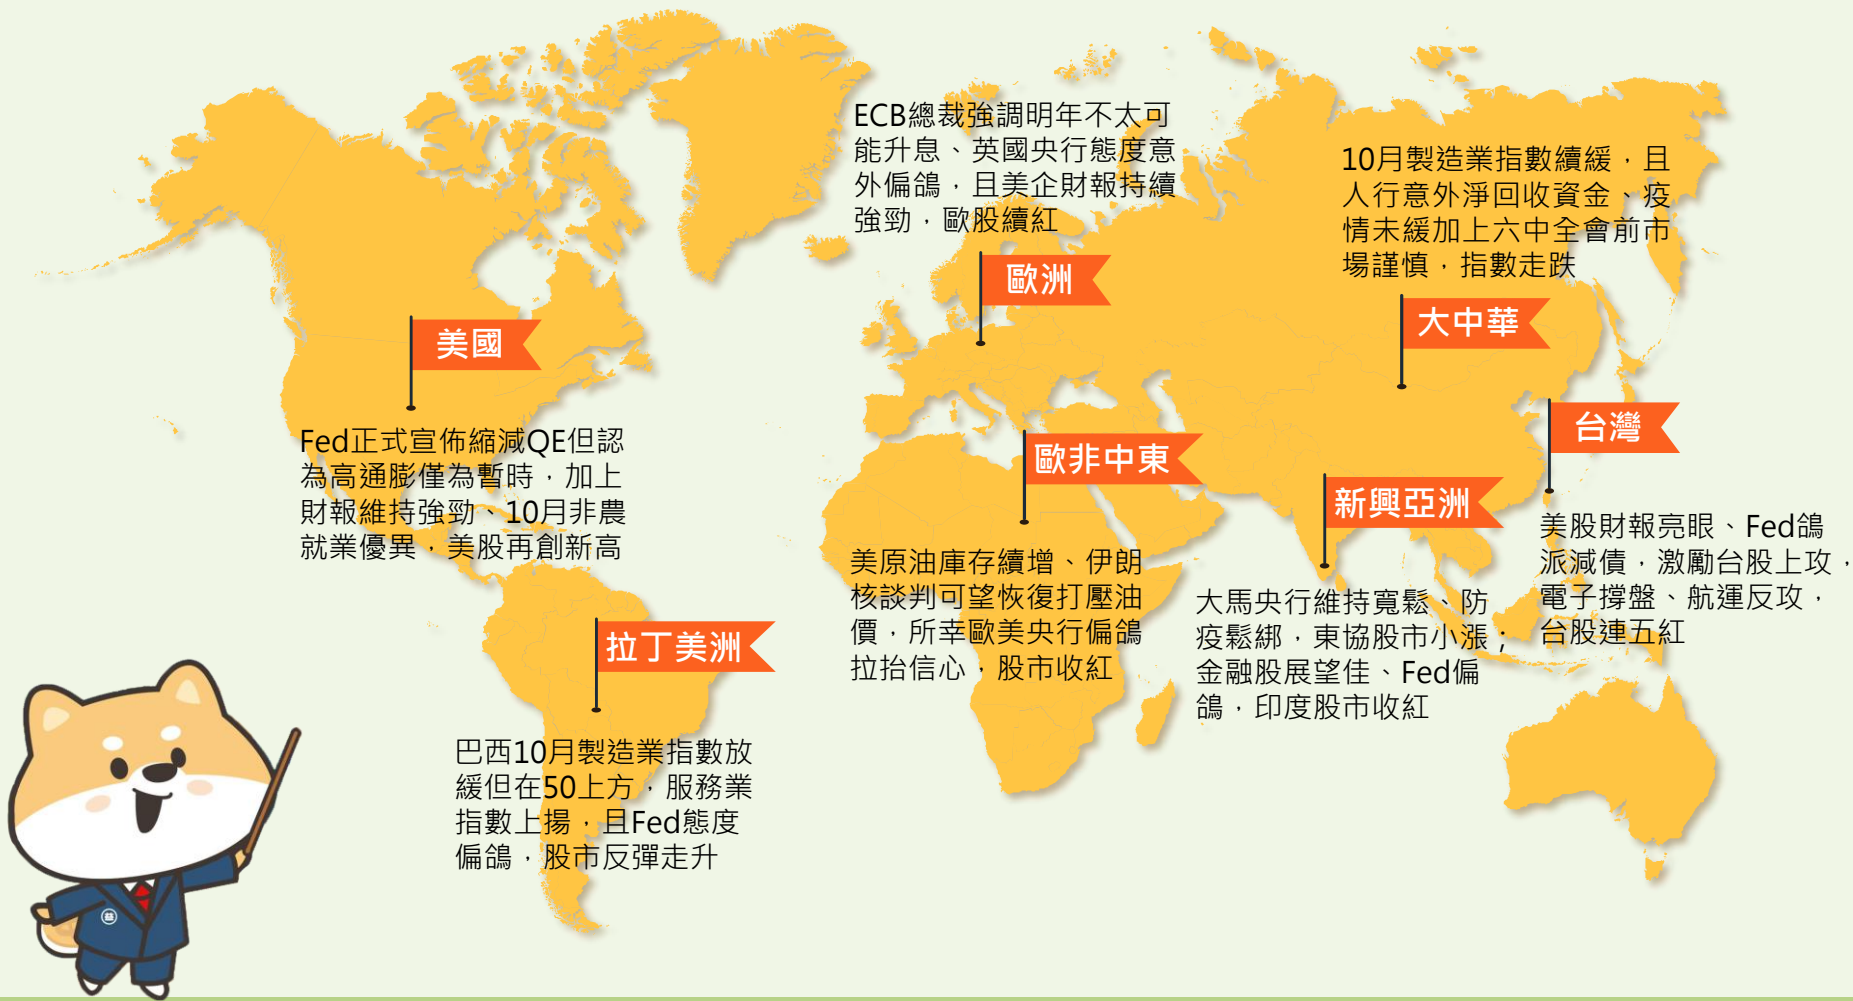 美國
Fed正式宣佈縮減QE但認
為高通膨僅為暫時，加上
財報維持強勁、10月非農
就業優異，美股再創新高
拉丁美洲
巴西10月製造業指數放
緩但在50上方，服務業
指數上揚，且Fed態度
偏鴿，股市反彈走升
ECB總裁強調明年不太可
能升息、英國央行態度意
外偏鴿，且美企財報持續
強勁，歐股續紅
歐洲
歐非中東
美原油庫存續增、伊朗
核談判可望恢復打壓油
價，所幸歐美央行偏鴿
拉抬信心，股市收紅
10月製造業指數續緩，且
人行意外淨回收資金、疫
情未緩加上六中全會前市
場謹慎，指數走跌
大中華
新興亞洲
大馬央行維持寬鬆、防
疫鬆綁，東協股市小漲；
金融股展望佳、Fed偏
鴿，印度股市收紅
台灣
美股財報亮眼、Fed鴿
派減債，激勵台股上攻，
電子撐盤、航運反攻，
台股連五紅